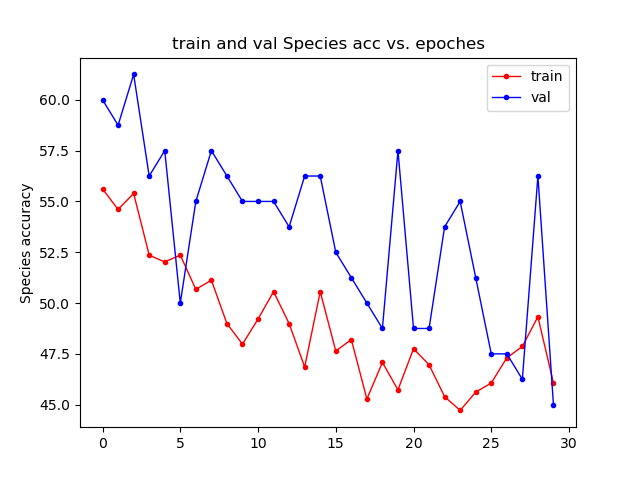 train and val Species acc vs. epoches
train
val
Species accuracy
60.0
57.5
55.0
52.5
50.0
47.5
45.0
0 5 10 15 20 25 30